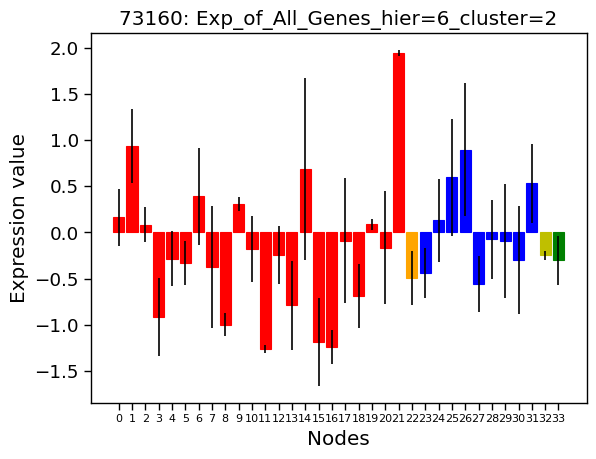 73160: Exp_of_All_Genes_hier=6_cluster=2
Expression value
2.0
1.5
1.0
0.5
0.0
−0.5
−1.0
−1.5
0 1 2 3 4 5 6 7 8 9 10 11 12 13 14 15 16 17 18 19 20 21 22 23 24 25 26 27 28 29 30 31 32 33
Nodes